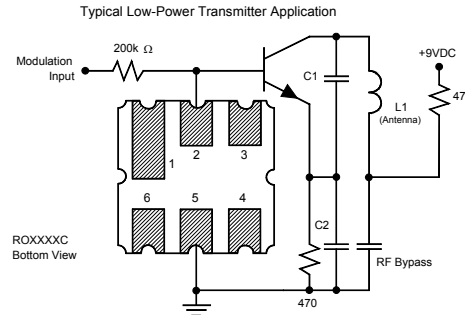 Typical Low-Power Transmitter Application
200k Ω
Modulation
Input
+9VDC
C1
47
L1
(Antenna)
1
2
3
6
5
4
C2
ROXXXXC
Bottom View
RF Bypass
470